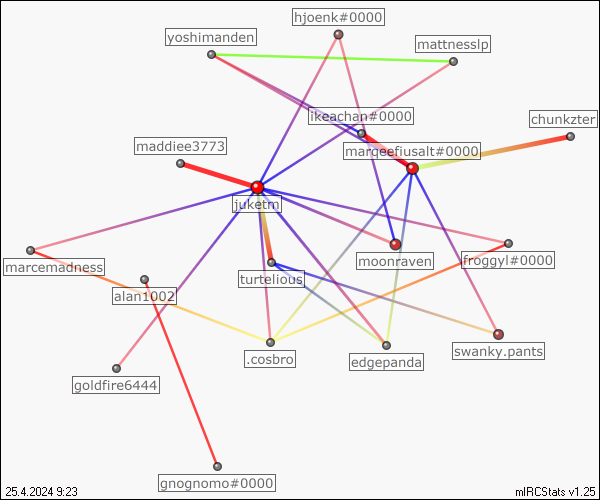 hjoenk#0000
yoshimanden
mattnesslp
ikeachan#0000
chunkzter
maddiee3773
marqeefiusalt#0000
juketm
moonraven
froggyl#0000
marcemadness
turtelious
alan1002
.cosbro
edgepanda
swanky.pants
goldfire6444
gnognomo#0000
25.4.2024 9:23
mIRCStats v1.25